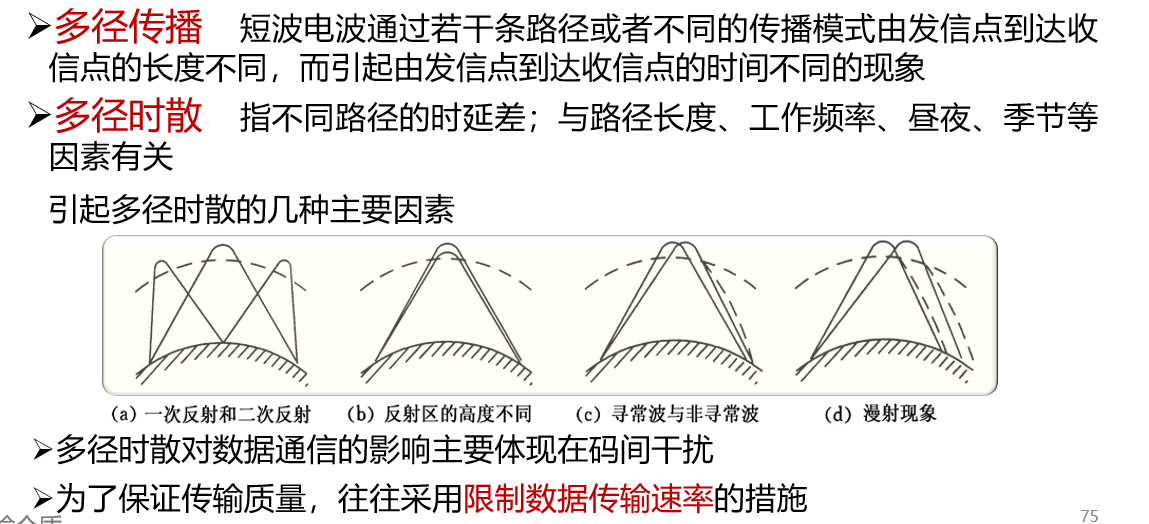 ➢多径传播 短波电波通过若干条路径或者不同的传播模式由发信点到达收
信点的长度不同，而引起由发信点到达收信点的时间不同的现象
➢多径时散 指不同路径的时延差；与路径长度、工作频率、昼夜、季节等
因素有关
引起多径时散的几种主要因素
(a) 一次反射和二次反射 (b) 反射区的高度不同 (c) 寻常波与非寻常波 (d) 漫射现象
➢多径时散对数据通信的影响主要体现在码间干扰
➢为了保证传输质量，往往采用限制数据传输速率的措施
75